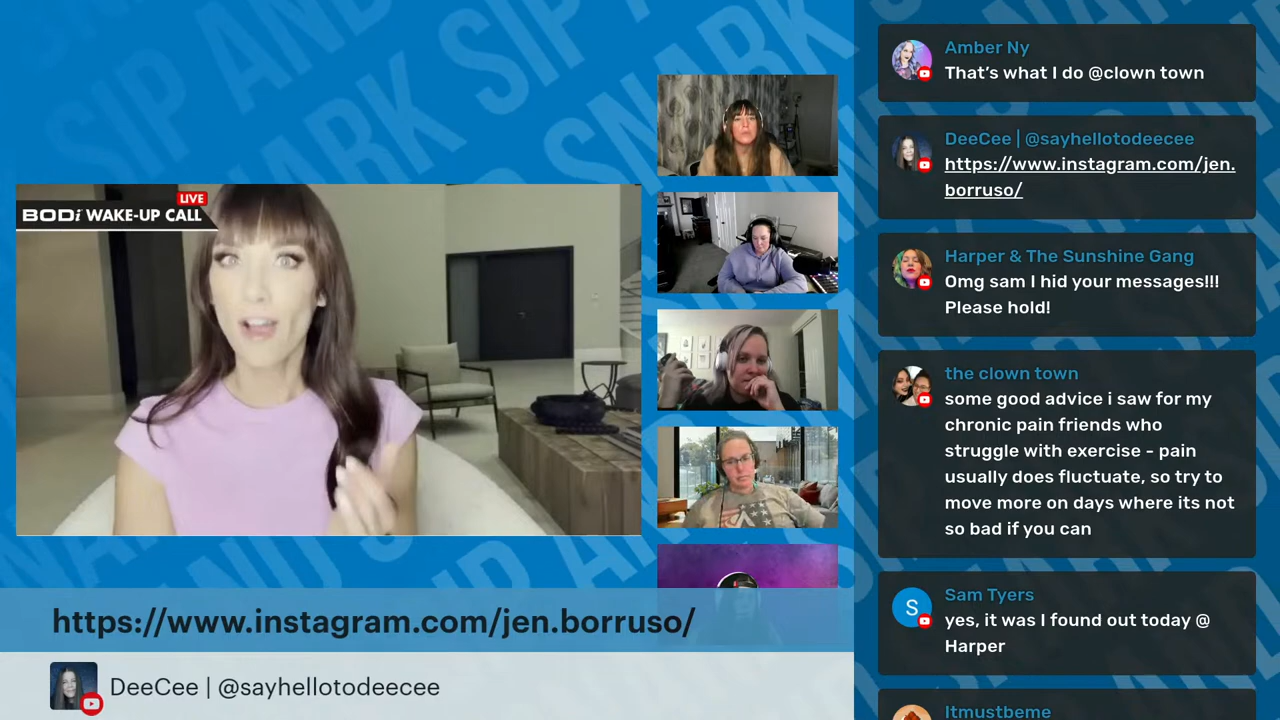 SIP AND
SNARK
LIVE
BODi WAKE-UP CALL
https://www.instagram.com/jen.borruso/
DeeCee | @sayhellotodeecee
Amber Ny
That’s what I do @clown town
DeeCee | @sayhellotodeecee
https://www.instagram.com/jen.
borruso/
Harper & The Sunshine Gang
Omg sam I hid your messages!!!
Please hold!
the clown town
some good advice i saw for my
chronic pain friends who
struggle with exercise - pain
usually does fluctuate, so try to
move more on days where its not
so bad if you can
S
Sam Tyers
yes, it was I found out today @
Harper
Itmustbeme